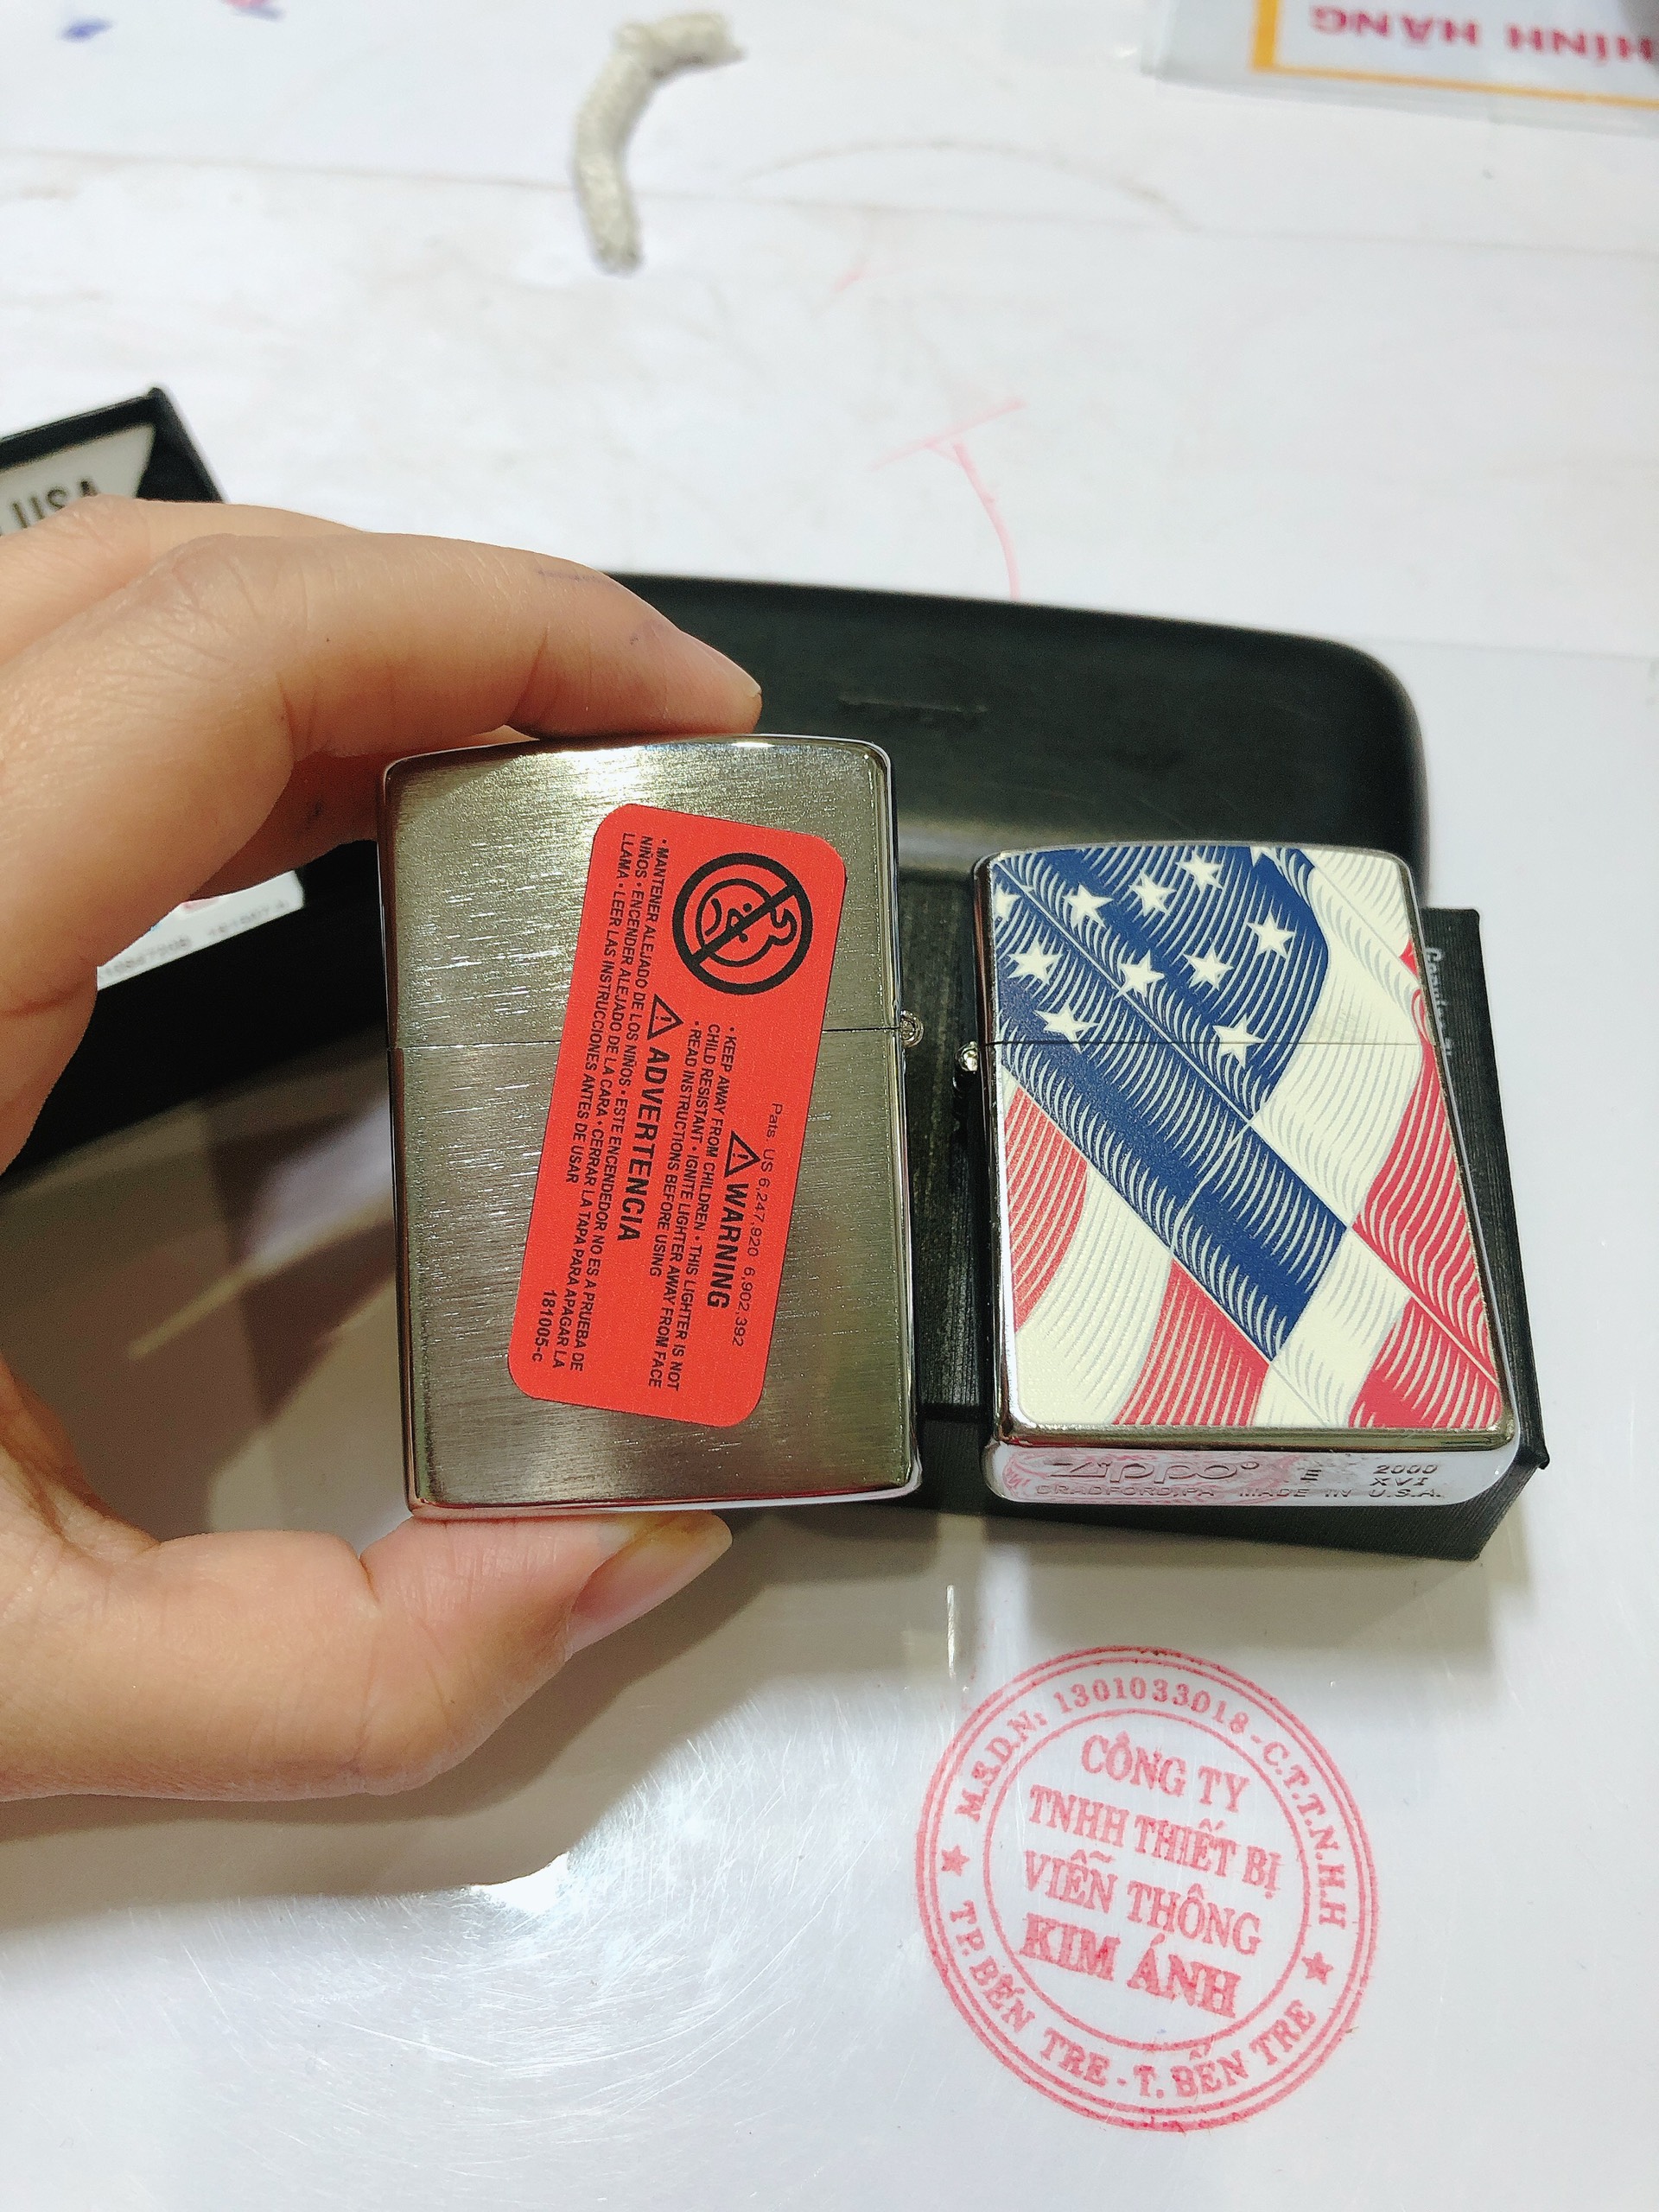 HÍNH HÃNG
USA
Pats US 6,247,920 6,902,392
⚠ WARNING
• KEEP AWAY FROM CHILDREN • THIS LIGHTER IS NOT
CHILD RESISTANT • IGNITE LIGHTER AWAY FROM FACE
• READ INSTRUCTIONS BEFORE USING
⚠ ADVERTENCIA
• MANTENER ALEJADO DE LOS NIÑOS • ESTE ENCENDEDOR NO ES A PRUEBA DE
NIÑOS • ENCENDER ALEJADO DE LA CARA • CERRAR LA TAPA PARA APAGAR LA
LLAMA • LEER LAS INSTRUCCIONES ANTES DE USAR
181005-c
Zippo E 2000
XVI
BRADFORD.PA MADE IN U.S.A.
M.S.D.N: 1301033018-C.T.T.N.H.H
CÔNG TY
TNHH THIẾT BỊ
VIỄN THÔNG
KIM ÁNH
★ TP. BẾN TRE - T. BẾN TRE ★